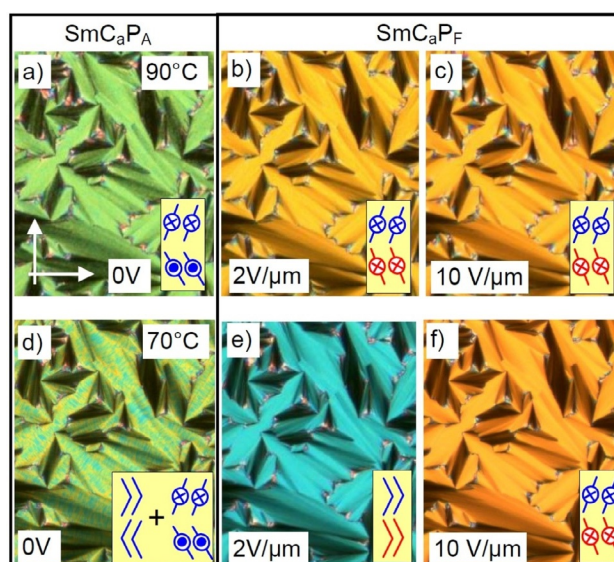 SmCaPA
SmCaPF
a)
90°C
0V
b)
2V/µm
c)
10 V/µm
d)
70°C
+
0V
e)
2V/µm
f)
10 V/µm